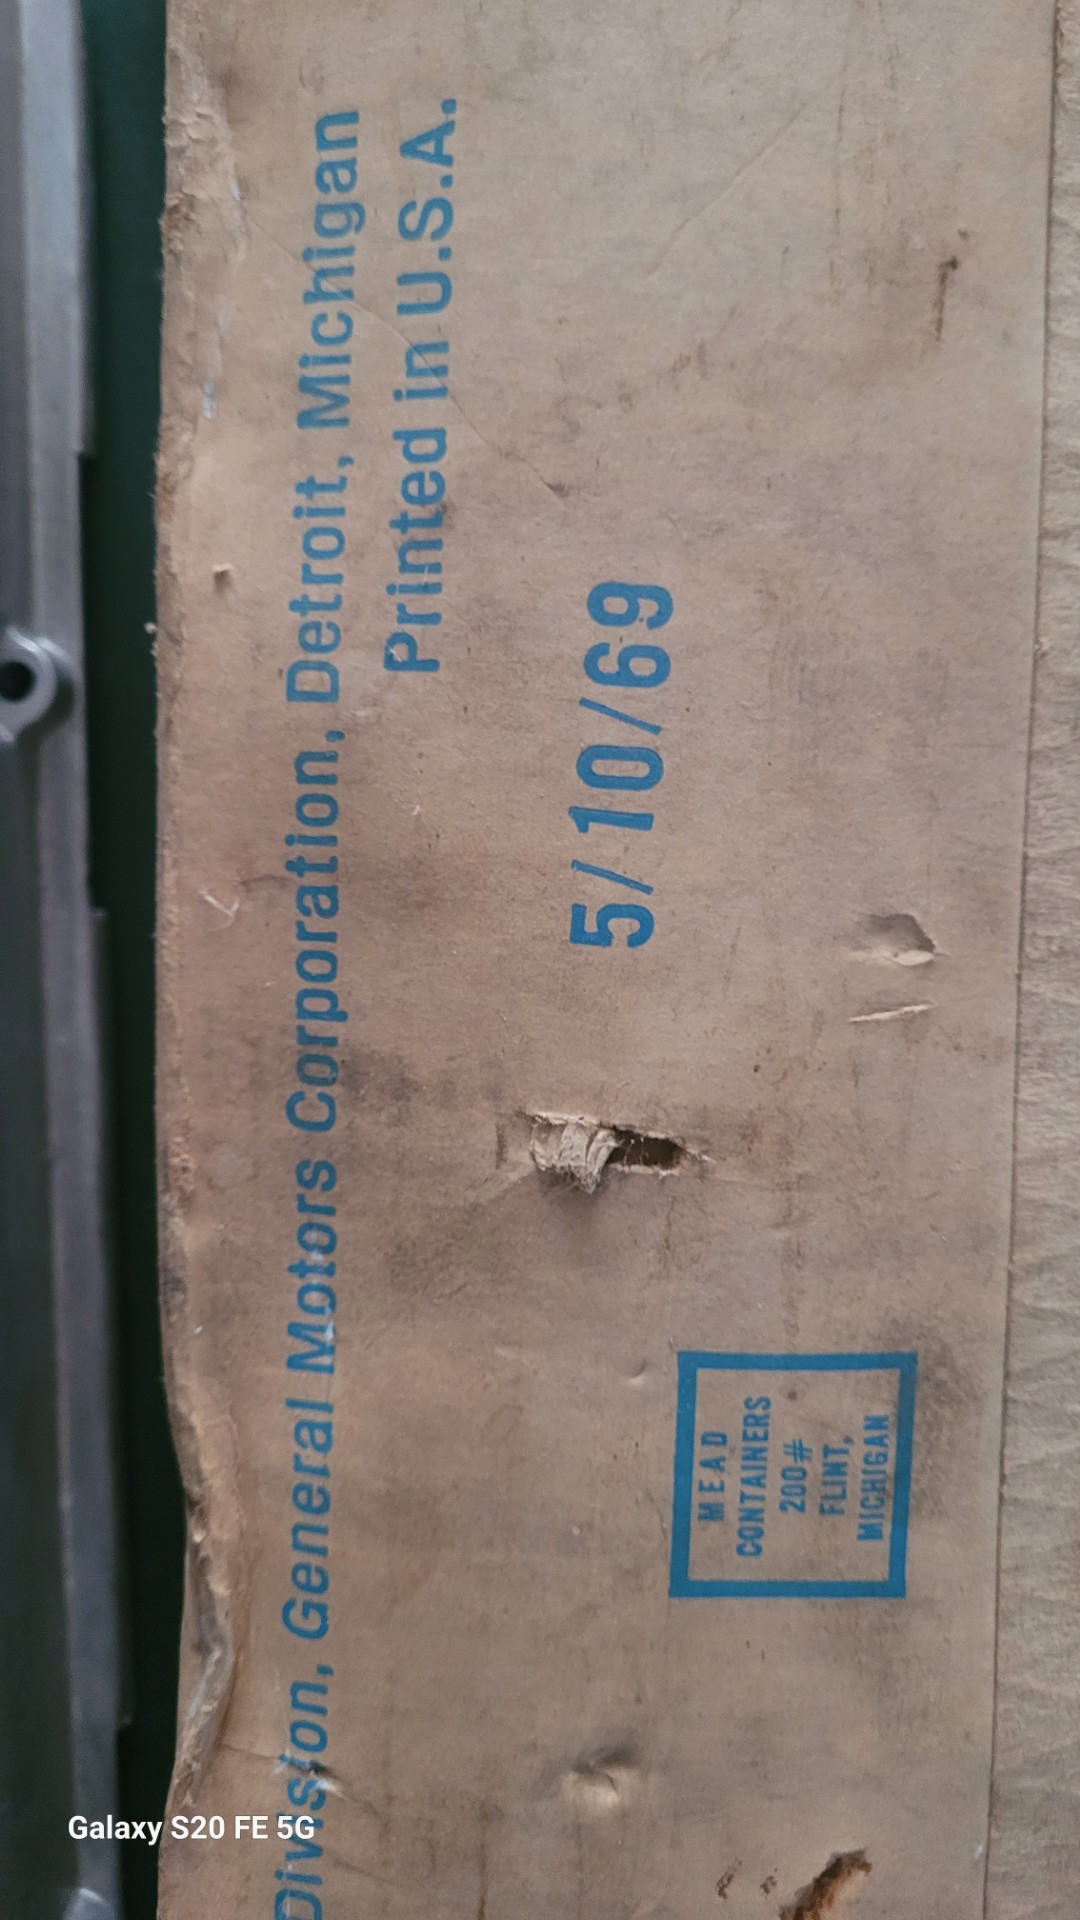 Division, General Motors Corporation, Detroit, Michigan
Printed in U.S.A.
5/10/69
MEAD
CONTAINERS
200#
FLINT,
MICHIGAN
Galaxy S20 FE 5G